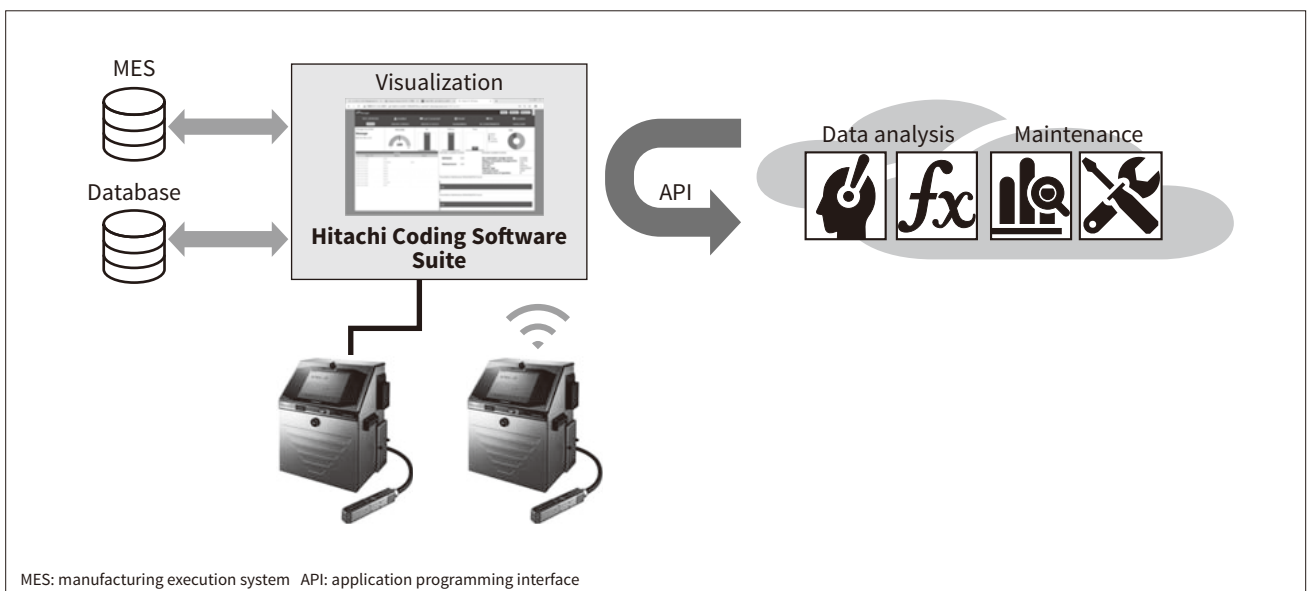 MES
Database
Visualization
Hitachi Coding Software
Suite
API
Data analysis
Maintenance
fx
MES: manufacturing execution system API: application programming interface